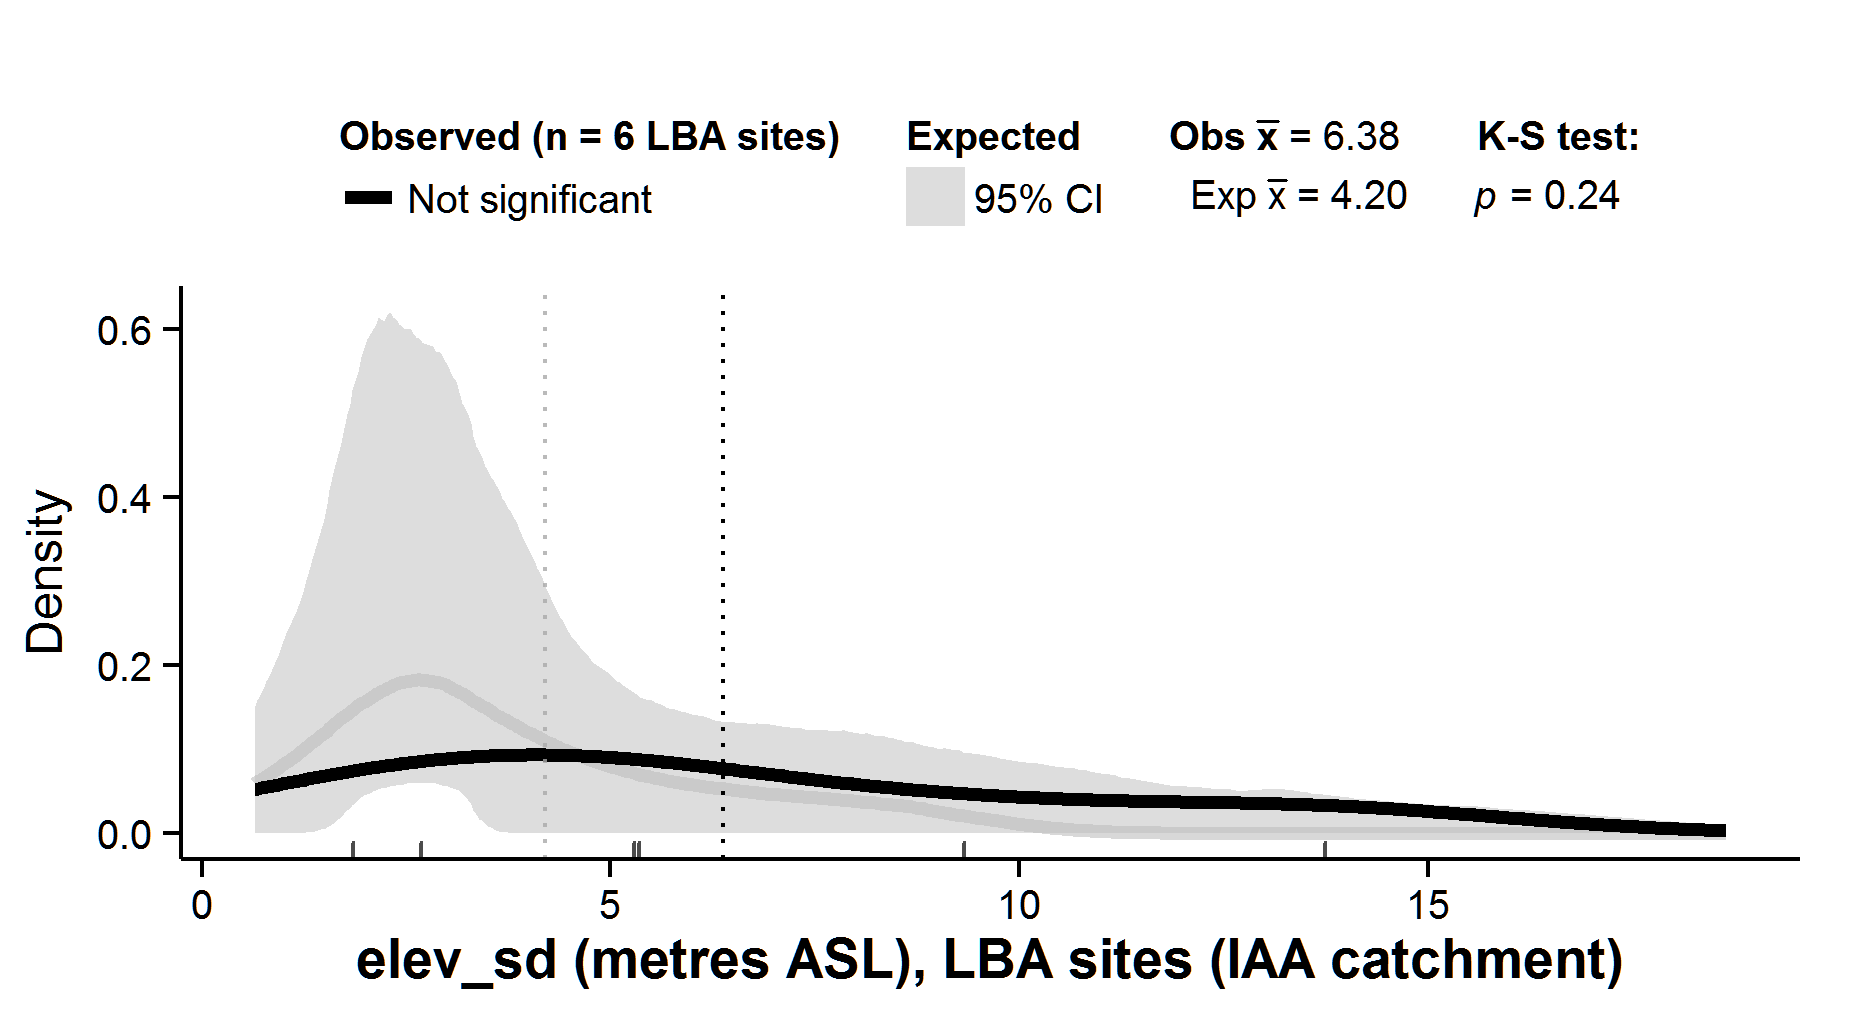 Observed (n = 6 LBA sites) Expected Obs x̅ = 6.38 K-S test:
Not significant 95% CI Exp x̅ = 4.20 p = 0.24
0.6
0.4
0.2
0.0
Density
0 5 10 15
elev_sd (metres ASL), LBA sites (IAA catchment)